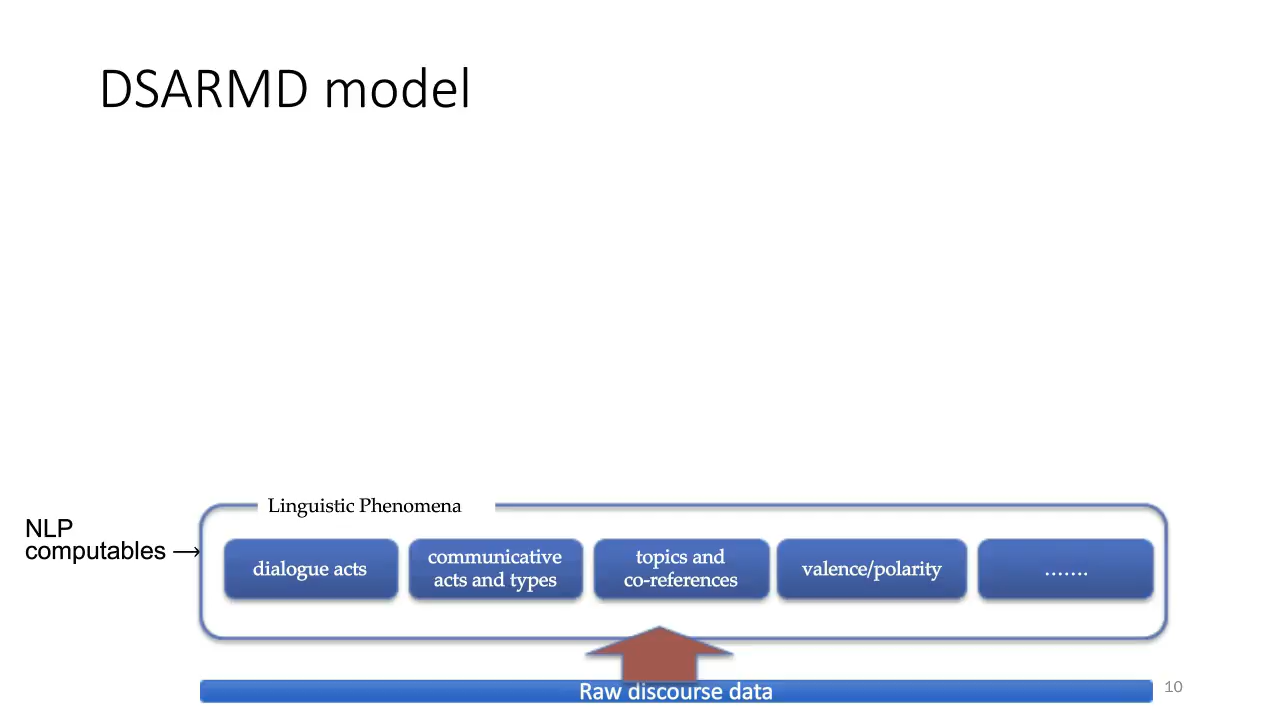 DSARMD model
Linguistic Phenomena
NLP
computables →
dialogue acts
communicative
acts and types
topics and
co-references
valence/polarity
.......
Raw discourse data
10